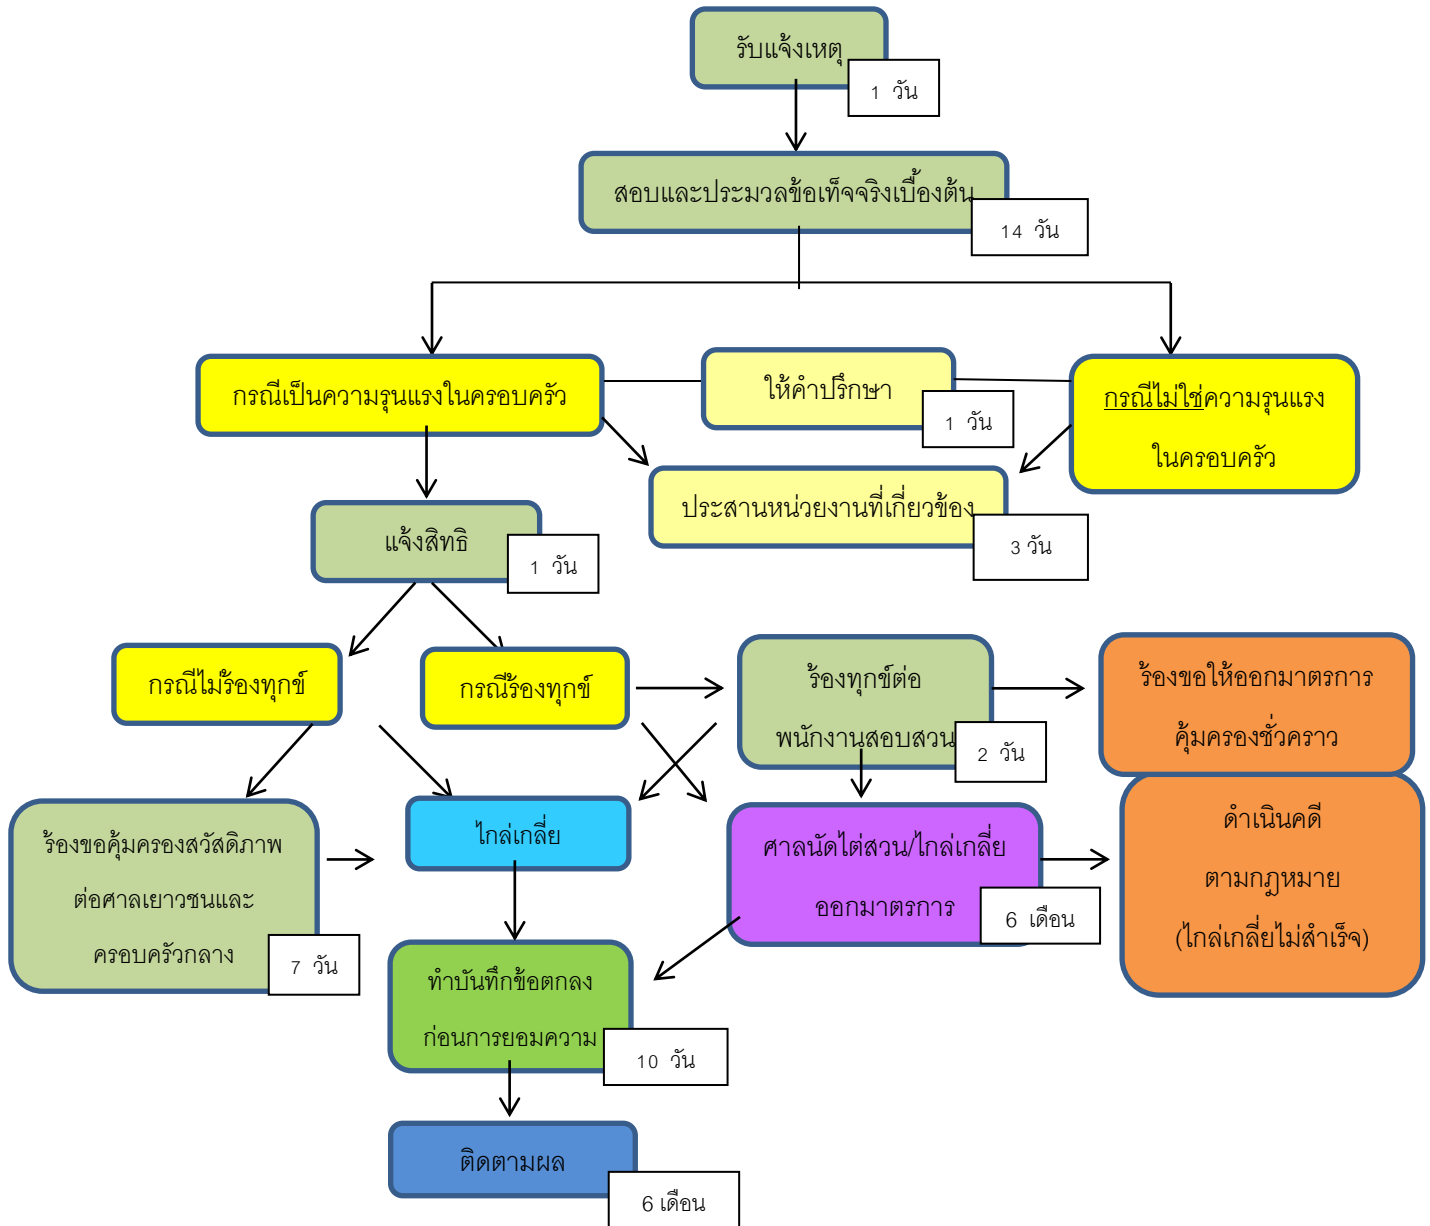 รับแจ้งเหตุ
1 วัน
สอบและประมวลข้อเท็จจริงเบื้องต้น
14 วัน
กรณีเป็นความรุนแรงในครอบครัว
ให้คำปรึกษา
1 วัน
กรณีไม่ใช่ความรุนแรง
ในครอบครัว
ประสานหน่วยงานที่เกี่ยวข้อง
3 วัน
แจ้งสิทธิ
1 วัน
กรณีไม่ร้องทุกข์
กรณีร้องทุกข์
ร้องทุกข์ต่อ
พนักงานสอบสวน
2 วัน
ร้องขอให้ออกมาตรการ
คุ้มครองชั่วคราว
ร้องขอคุ้มครองสวัสดิภาพ
ต่อศาลเยาวชนและ
ครอบครัวกลาง
7 วัน
ไกล่เกลี่ย
ศาลนัดไต่สวน/ไกล่เกลี่ย
ออกมาตรการ
6 เดือน
ดำเนินคดี
ตามกฎหมาย
(ไกล่เกลี่ยไม่สำเร็จ)
ทำบันทึกข้อตกลง
ก่อนการยอมความ
10 วัน
ติดตามผล
6 เดือน